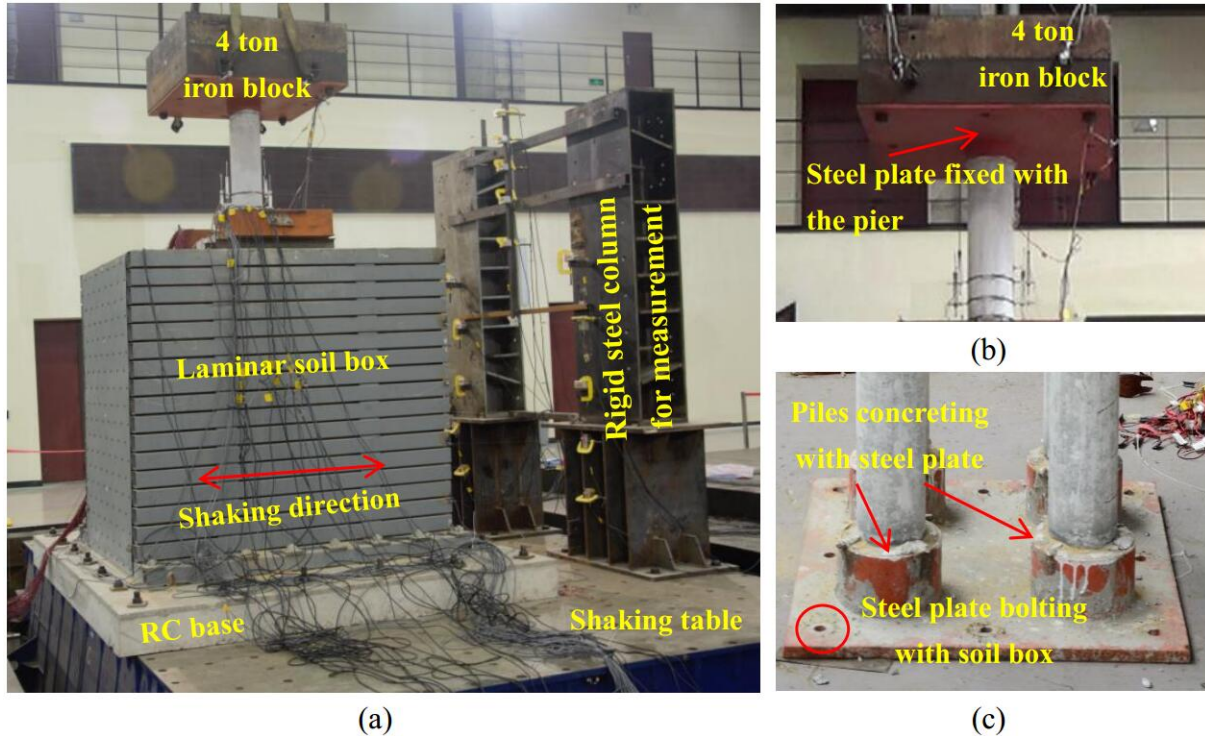 4 ton
iron block
Laminar soil box
Shaking direction
RC base
Shaking table
Rigid steel column
for measurement
(a)
4 ton
iron block
Steel plate fixed with
the pier
(b)
Piles concreting
with steel plate
Steel plate bolting
with soil box
(c)